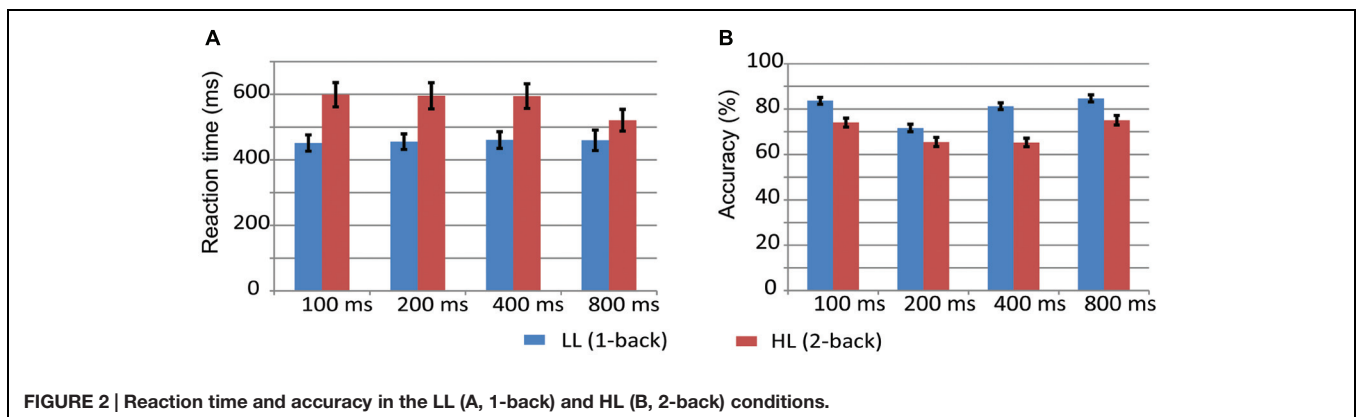 A
Reaction time (ms)
600
400
200
0
100 ms 200 ms 400 ms 800 ms
B
Accuracy (%)
100
80
60
40
20
0
100 ms 200 ms 400 ms 800 ms
LL (1-back) HL (2-back)
FIGURE 2 | Reaction time and accuracy in the LL (A, 1-back) and HL (B, 2-back) conditions.